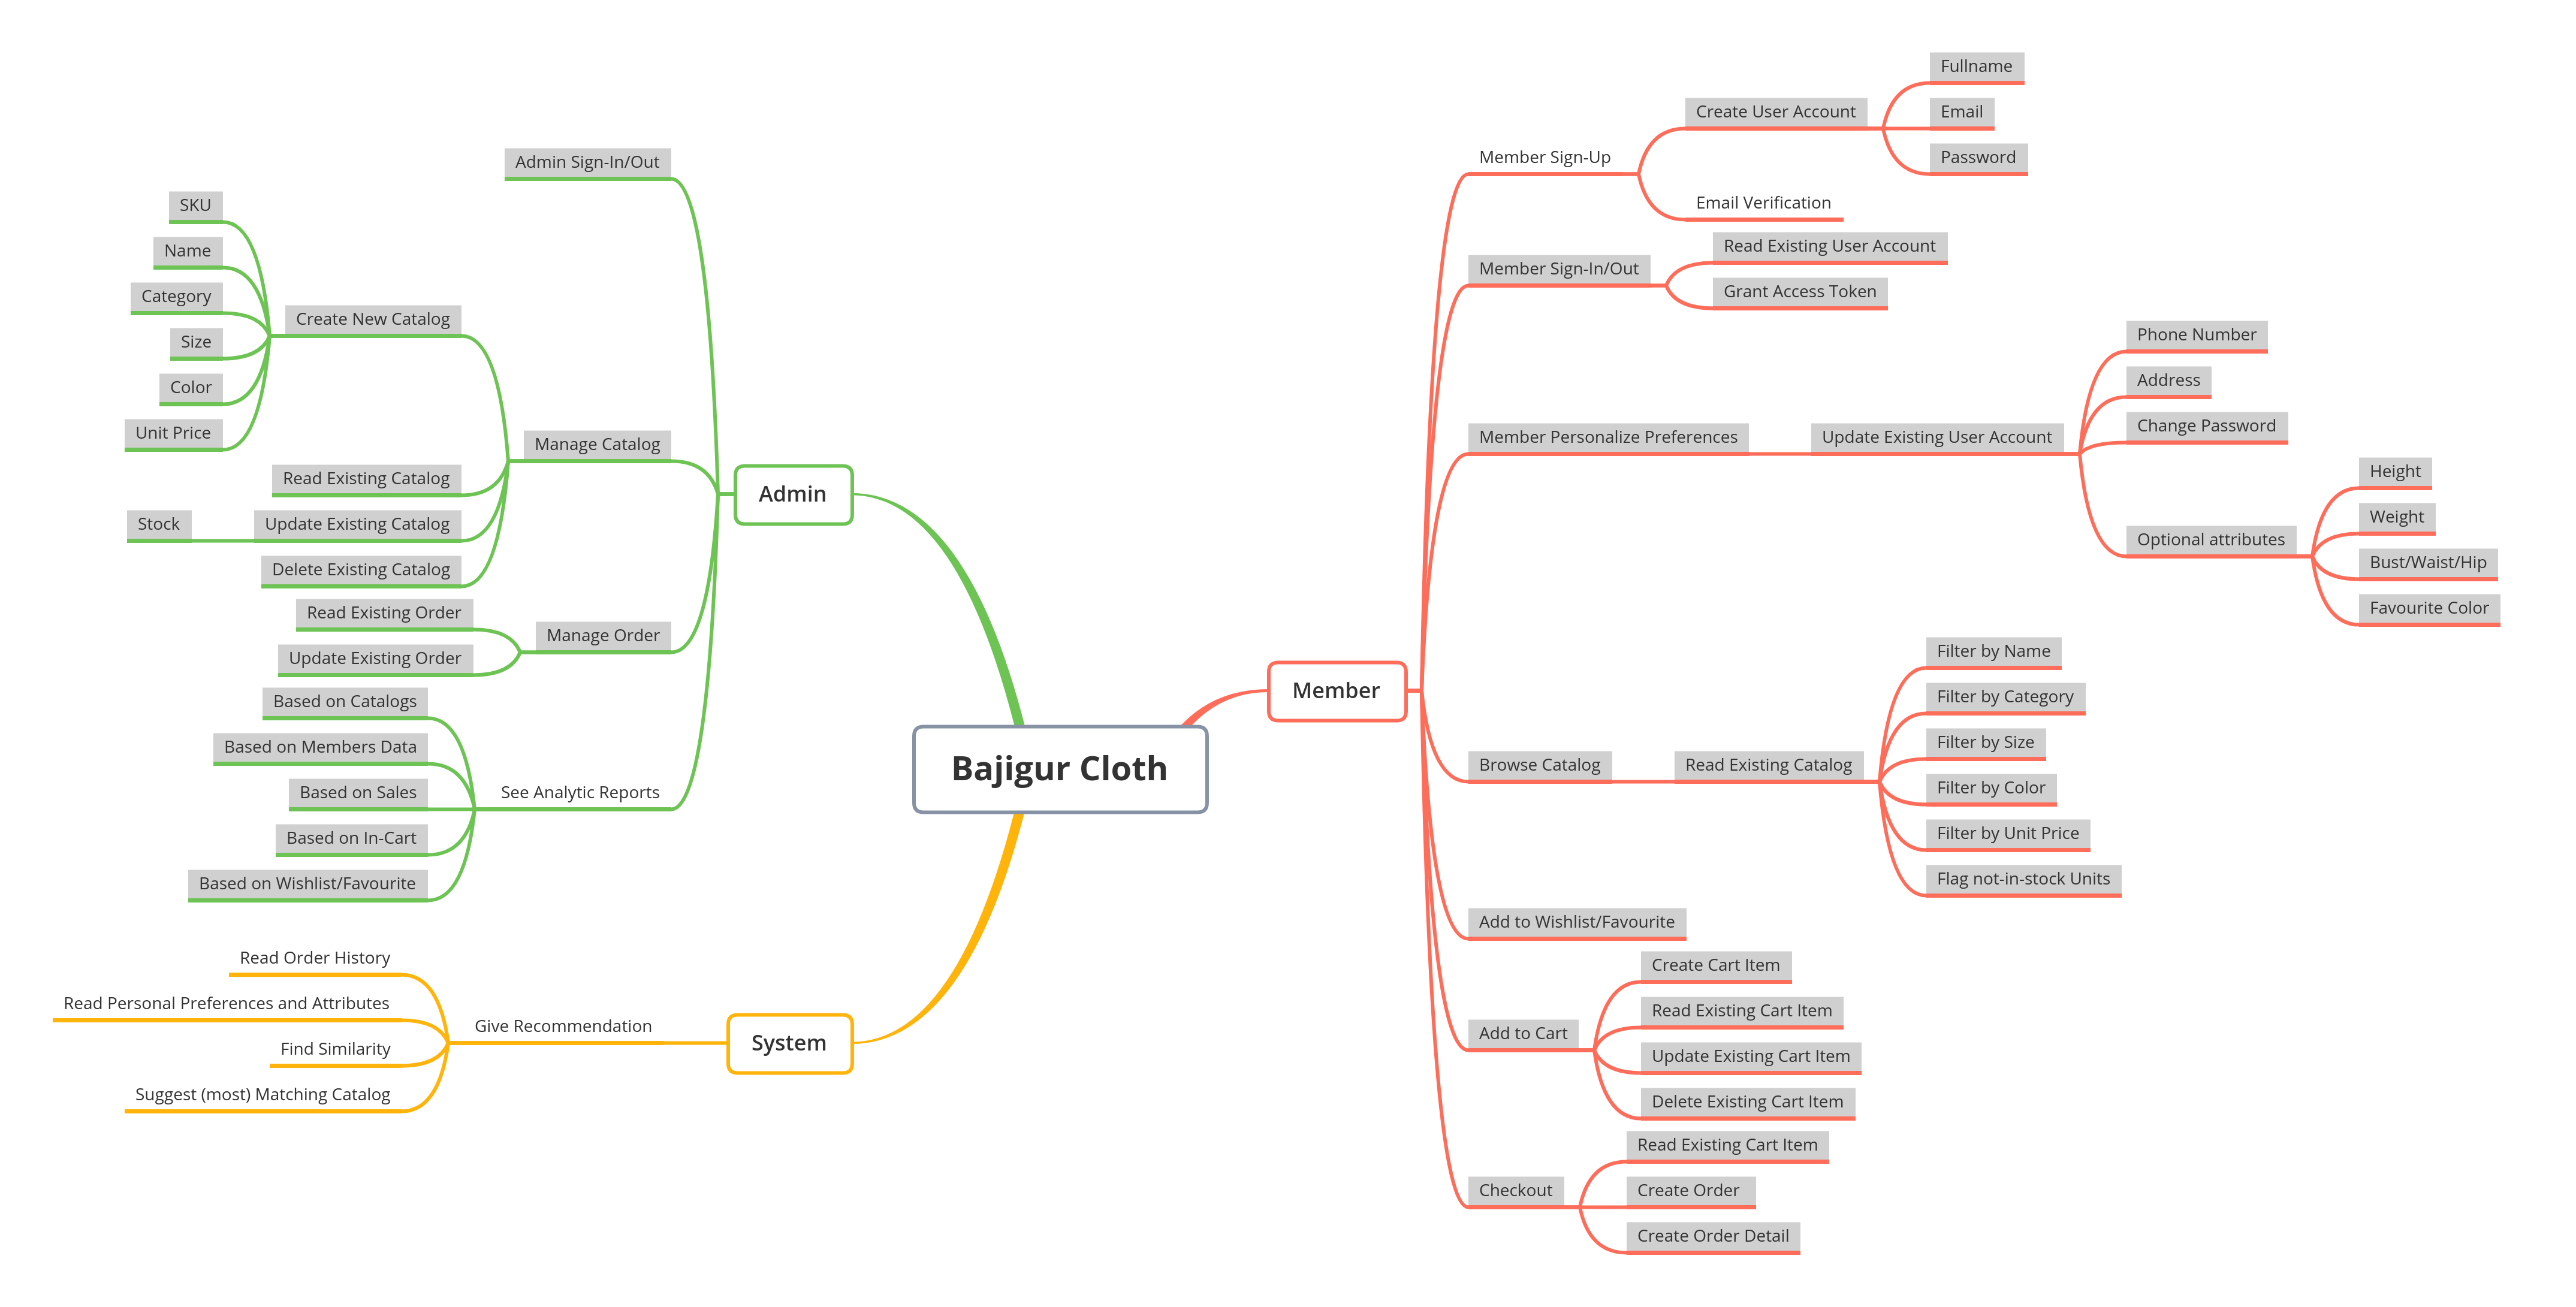 Bajigur Cloth
Admin
Admin Sign-In/Out
Manage Catalog
Create New Catalog
SKU
Name
Category
Size
Color
Unit Price
Read Existing Catalog
Update Existing Catalog
Stock
Delete Existing Catalog
Manage Order
Read Existing Order
Update Existing Order
See Analytic Reports
Based on Catalogs
Based on Members Data
Based on Sales
Based on In-Cart
Based on Wishlist/Favourite
System
Give Recommendation
Read Order History
Read Personal Preferences and Attributes
Find Similarity
Suggest (most) Matching Catalog
Member
Member Sign-Up
Create User Account
Fullname
Email
Password
Email Verification
Member Sign-In/Out
Read Existing User Account
Grant Access Token
Member Personalize Preferences
Update Existing User Account
Phone Number
Address
Change Password
Optional attributes
Height
Weight
Bust/Waist/Hip
Favourite Color
Browse Catalog
Read Existing Catalog
Filter by Name
Filter by Category
Filter by Size
Filter by Color
Filter by Unit Price
Flag not-in-stock Units
Add to Wishlist/Favourite
Add to Cart
Create Cart Item
Read Existing Cart Item
Update Existing Cart Item
Delete Existing Cart Item
Checkout
Read Existing Cart Item
Create Order
Create Order Detail